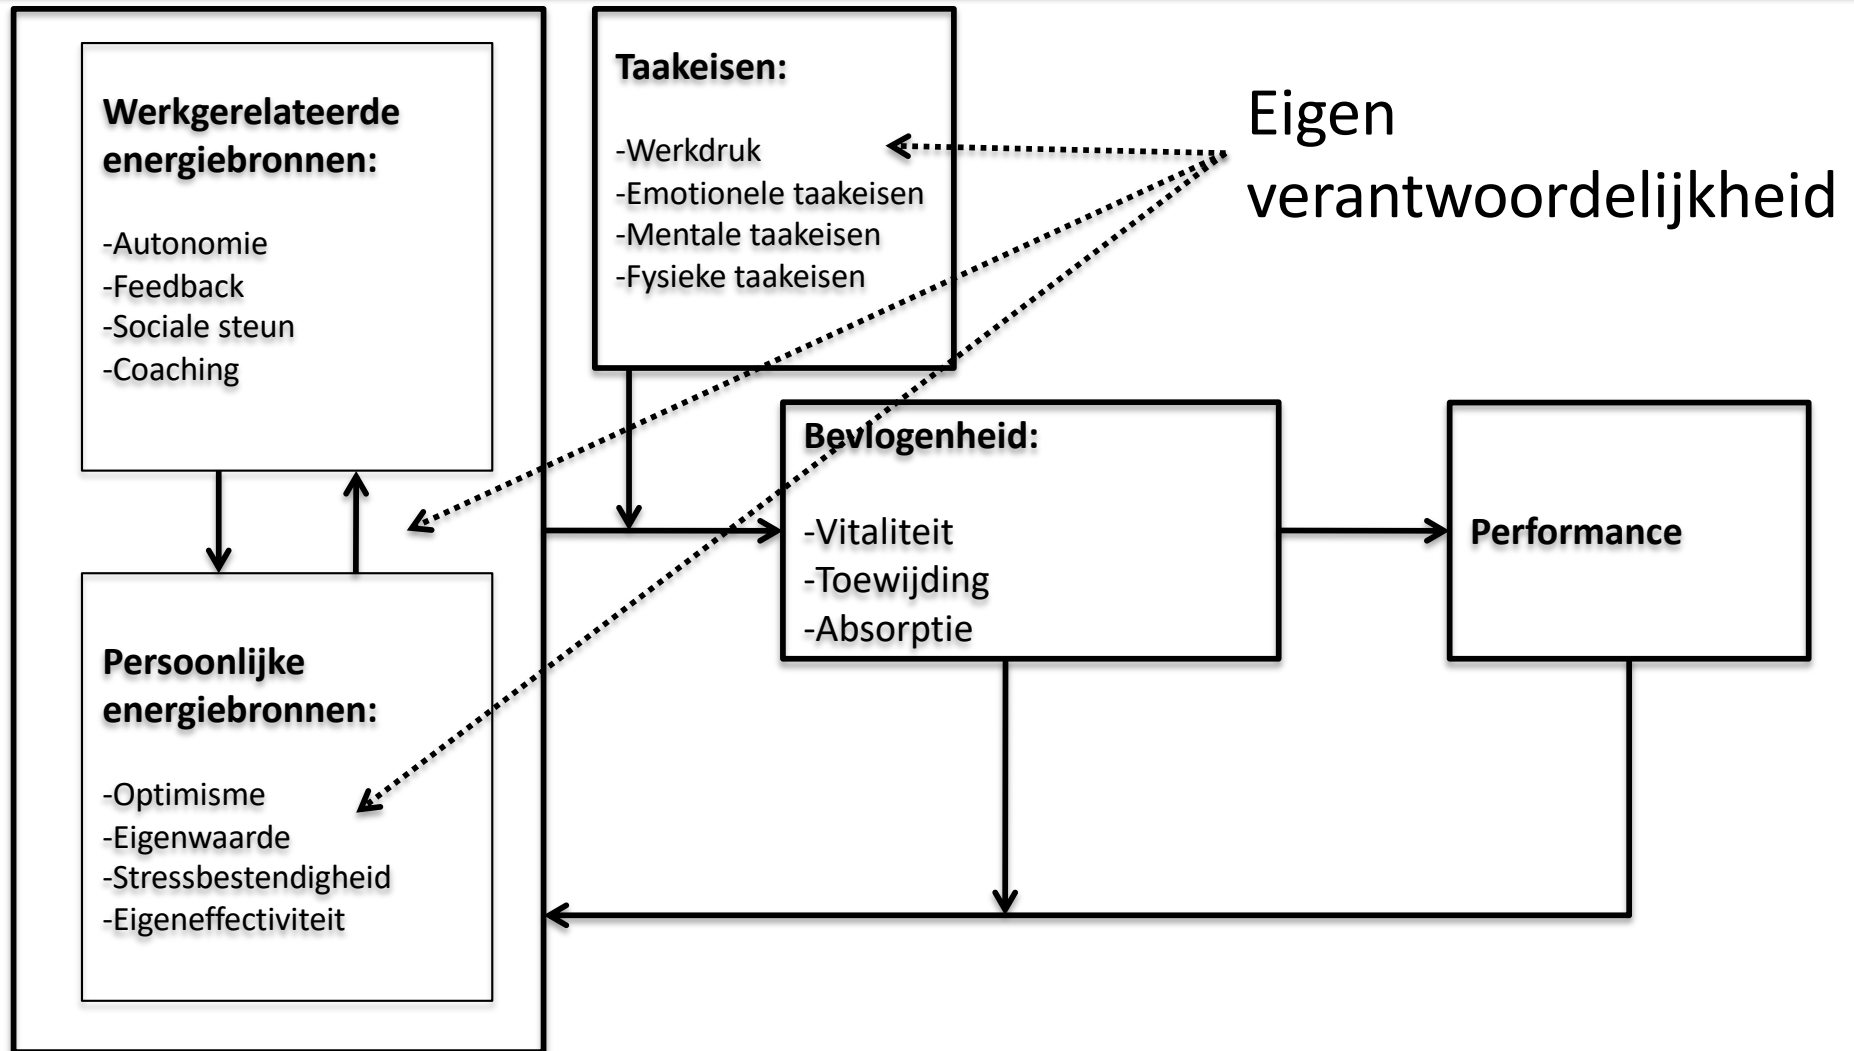 Werkgerelateerde
energiebronnen:
-Autonomie
-Feedback
-Sociale steun
-Coaching
Persoonlijke
energiebronnen:
-Optimisme
-Eigenwaarde
-Stressbestendigheid
-Eigeneffectiviteit
Taakeisen:
-Werkdruk
-Emotionele taakeisen
-Mentale taakeisen
-Fysieke taakeisen
Eigen
verantwoordelijkheid
Bevlogenheid:
-Vitaliteit
-Toewijding
-Absorptie
Performance